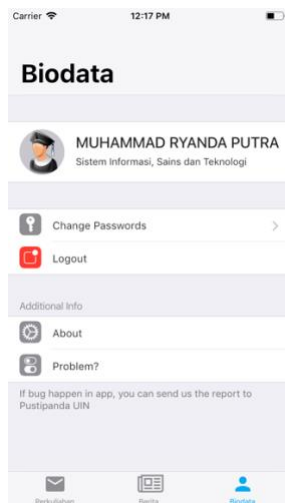 Carrier 12:17 PM
Biodata
MUHAMMAD RYANDA PUTRA
Sistem Informasi, Sains dan Teknologi
Change Passwords
Logout
Additional Info
About
Problem?
If bug happen in app, you can send us the report to
Pustipanda UIN
Perkuliahan Berita Biodata